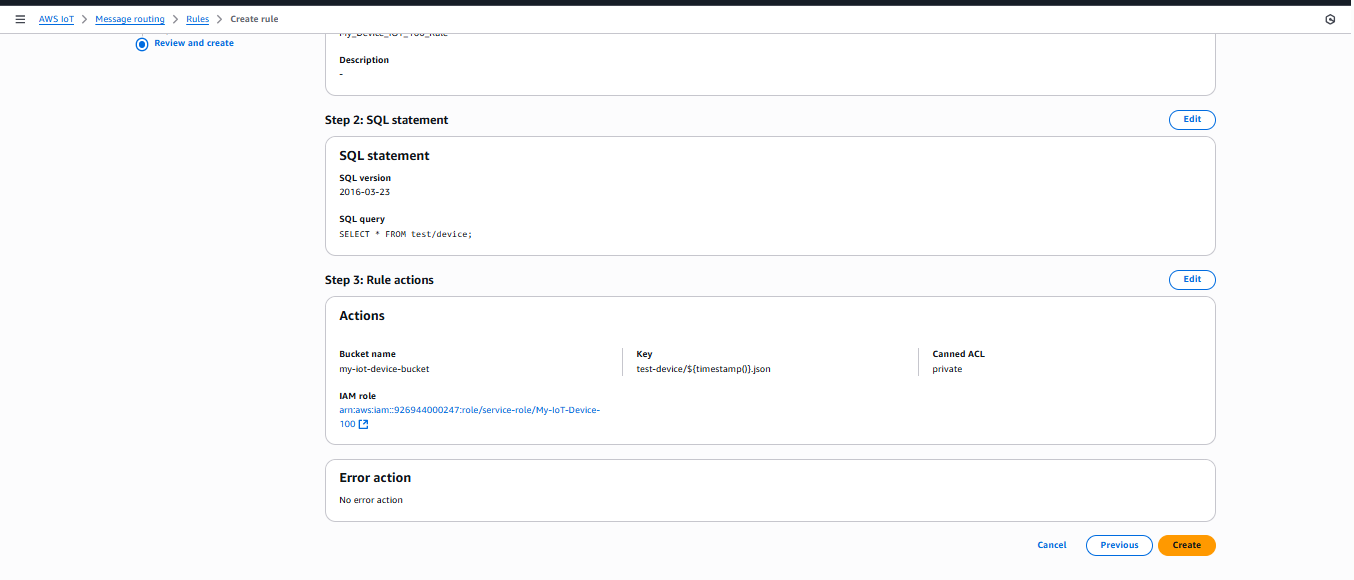 AWS IoT > Message routing > Rules > Create rule
Review and create
My_Device_IOT_100_Rule
Description
-
Step 2: SQL statement
Edit
SQL statement
SQL version
2016-03-23
SQL query
SELECT * FROM test/device;
Step 3: Rule actions
Edit
Actions
Bucket name
my-iot-device-bucket
Key
test-device/${timestamp()}.json
Canned ACL
private
IAM role
arn:aws:iam::926944000247:role/service-role/My-IoT-Device-
100
Error action
No error action
Cancel
Previous
Create